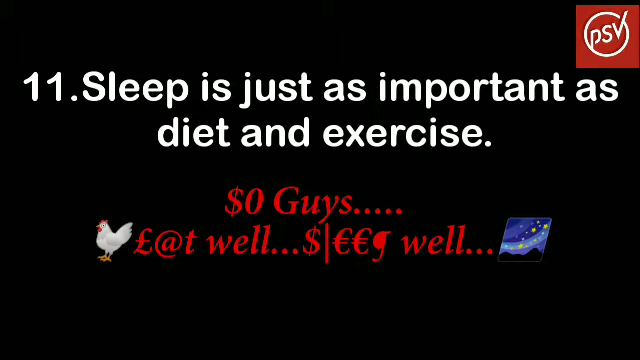 psv
11.Sleep is just as important as
diet and exercise.
$0 Guys.....
🐓£@t well...$|€€¶ well...🌌